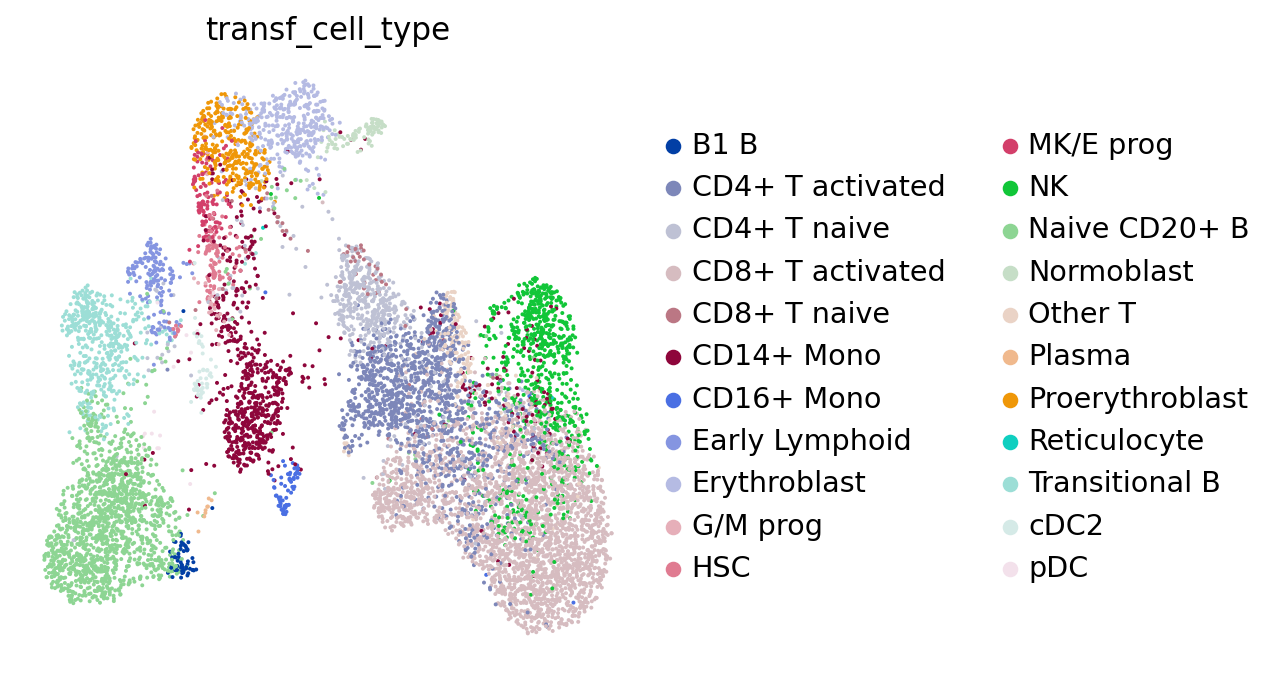 transf_cell_type
B1 B
CD4+ T activated
CD4+ T naive
CD8+ T activated
CD8+ T naive
CD14+ Mono
CD16+ Mono
Early Lymphoid
Erythroblast
G/M prog
HSC
MK/E prog
NK
Naive CD20+ B
Normoblast
Other T
Plasma
Proerythroblast
Reticulocyte
Transitional B
cDC2
pDC